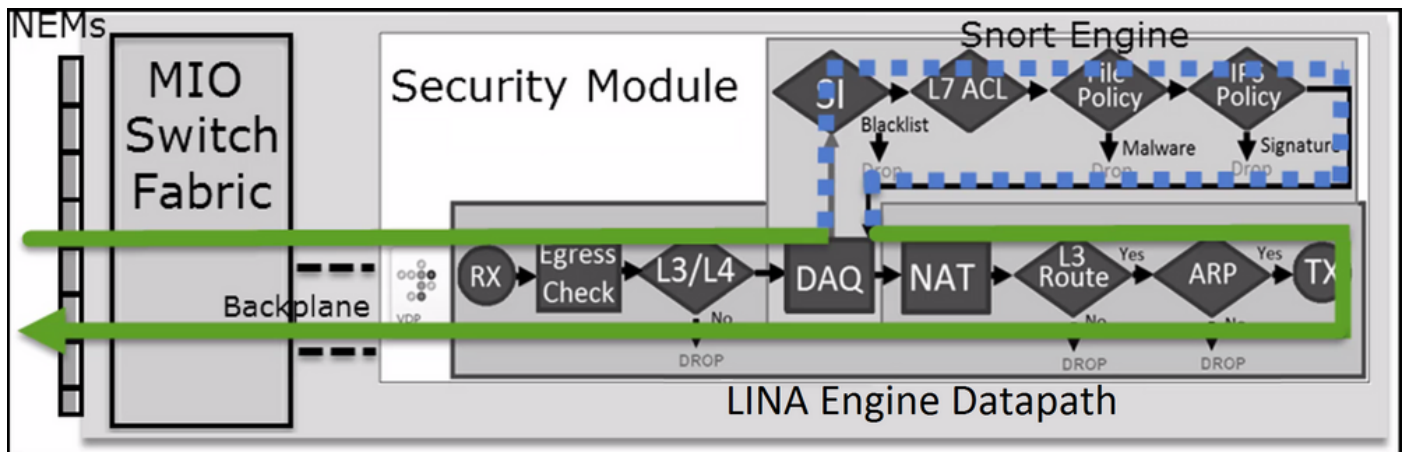 NEMs
MIO
Switch
Fabric
Backplane
Security Module
VDP
Snort Engine
SI
L7 ACL
File
Policy
IPS
Policy
Blacklist
Malware
Signature
Drop
Drop
Drop
RX
Egress
Check
L3/L4
DAQ
NAT
L3
Route
Yes
ARP
Yes
TX
No
No
No
DROP
DROP
DROP
LINA Engine Datapath